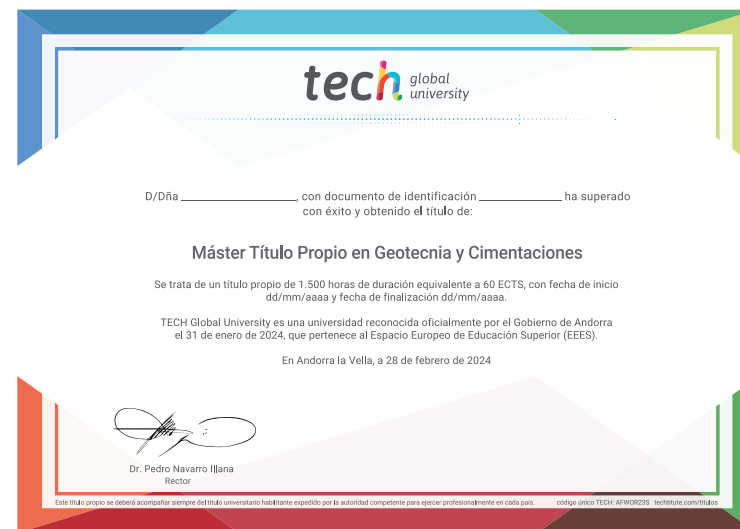 tech global university
D/Dña ____________________, con documento de identificación ______________ ha superado
con éxito y obtenido el título de:
Máster Título Propio en Geotecnia y Cimentaciones
Se trata de un título propio de 1.500 horas de duración equivalente a 60 ECTS, con fecha de inicio
dd/mm/aaaa y fecha de finalización dd/mm/aaaa.
TECH Global University es una universidad reconocida oficialmente por el Gobierno de Andorra
el 31 de enero de 2024, que pertenece al Espacio Europeo de Educación Superior (EEES).
En Andorra la Vella, a 28 de febrero de 2024
Dr. Pedro Navarro Illana
Rector
Este título propio se deberá acompañar siempre del título universitario habilitante expedido por la autoridad competente para ejercer profesionalmente en cada país. código único TECH: AFWOR23S techtitute.com/titulos